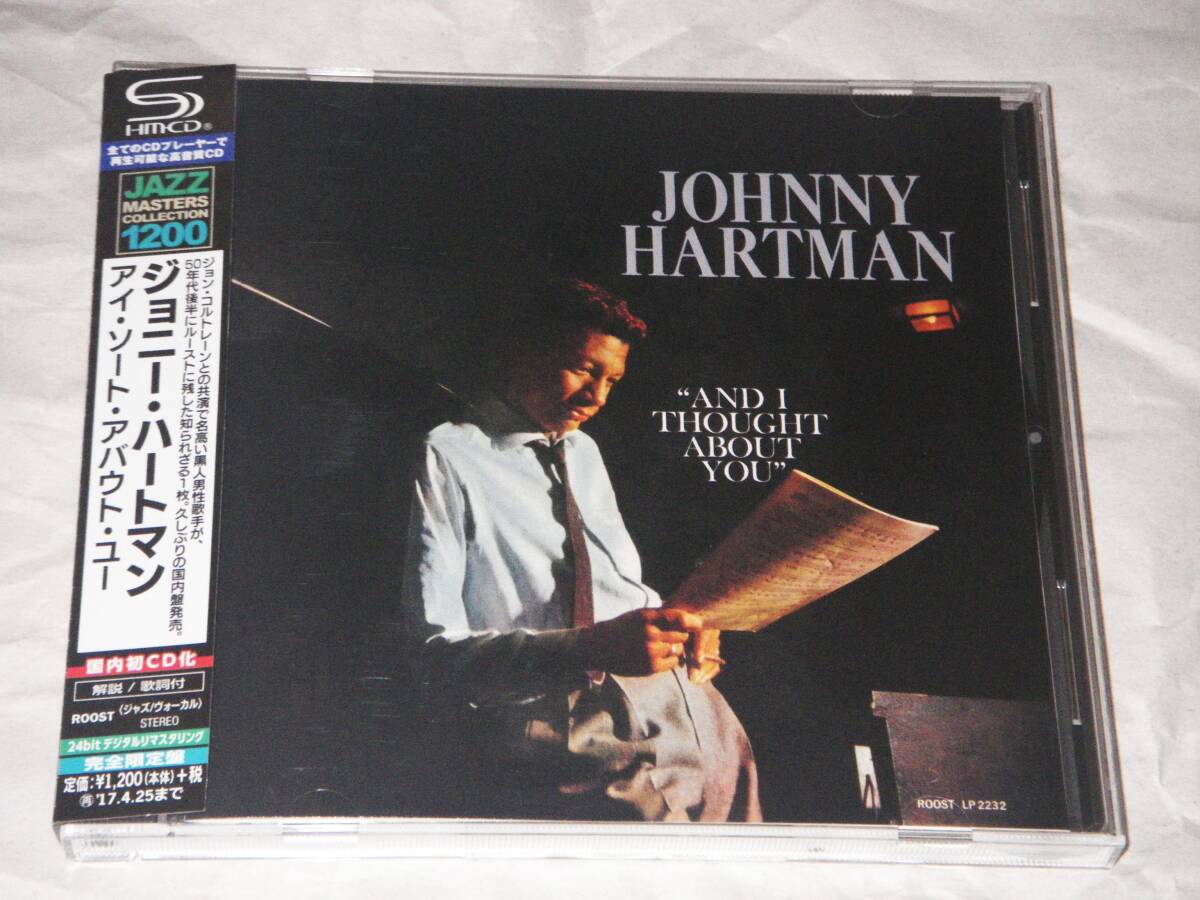 HM-CD®
全てのCDプレーヤーで
再生可能な高音質CD
JAZZ
MASTERS
COLLECTION
1200
ジョン・コルトレーンとの共演で名高い黒人男性歌手が、
50年代後半にルーストに残した知られざる1枚。久しぶりの国内盤発売。
ジョニー・ハートマン
アイ・ソート・アバウト・ユー
国内初CD化
解説/歌詞付
ROOST 〈ジャズ/ヴォーカル〉
STEREO
24bitデジタルリマスタリング
完全限定盤
定価:¥1,200(本体)+税
再 '17.4.25まで
JOHNNY
HARTMAN
“AND I
THOUGHT
ABOUT
YOU”
ROOST LP 2232